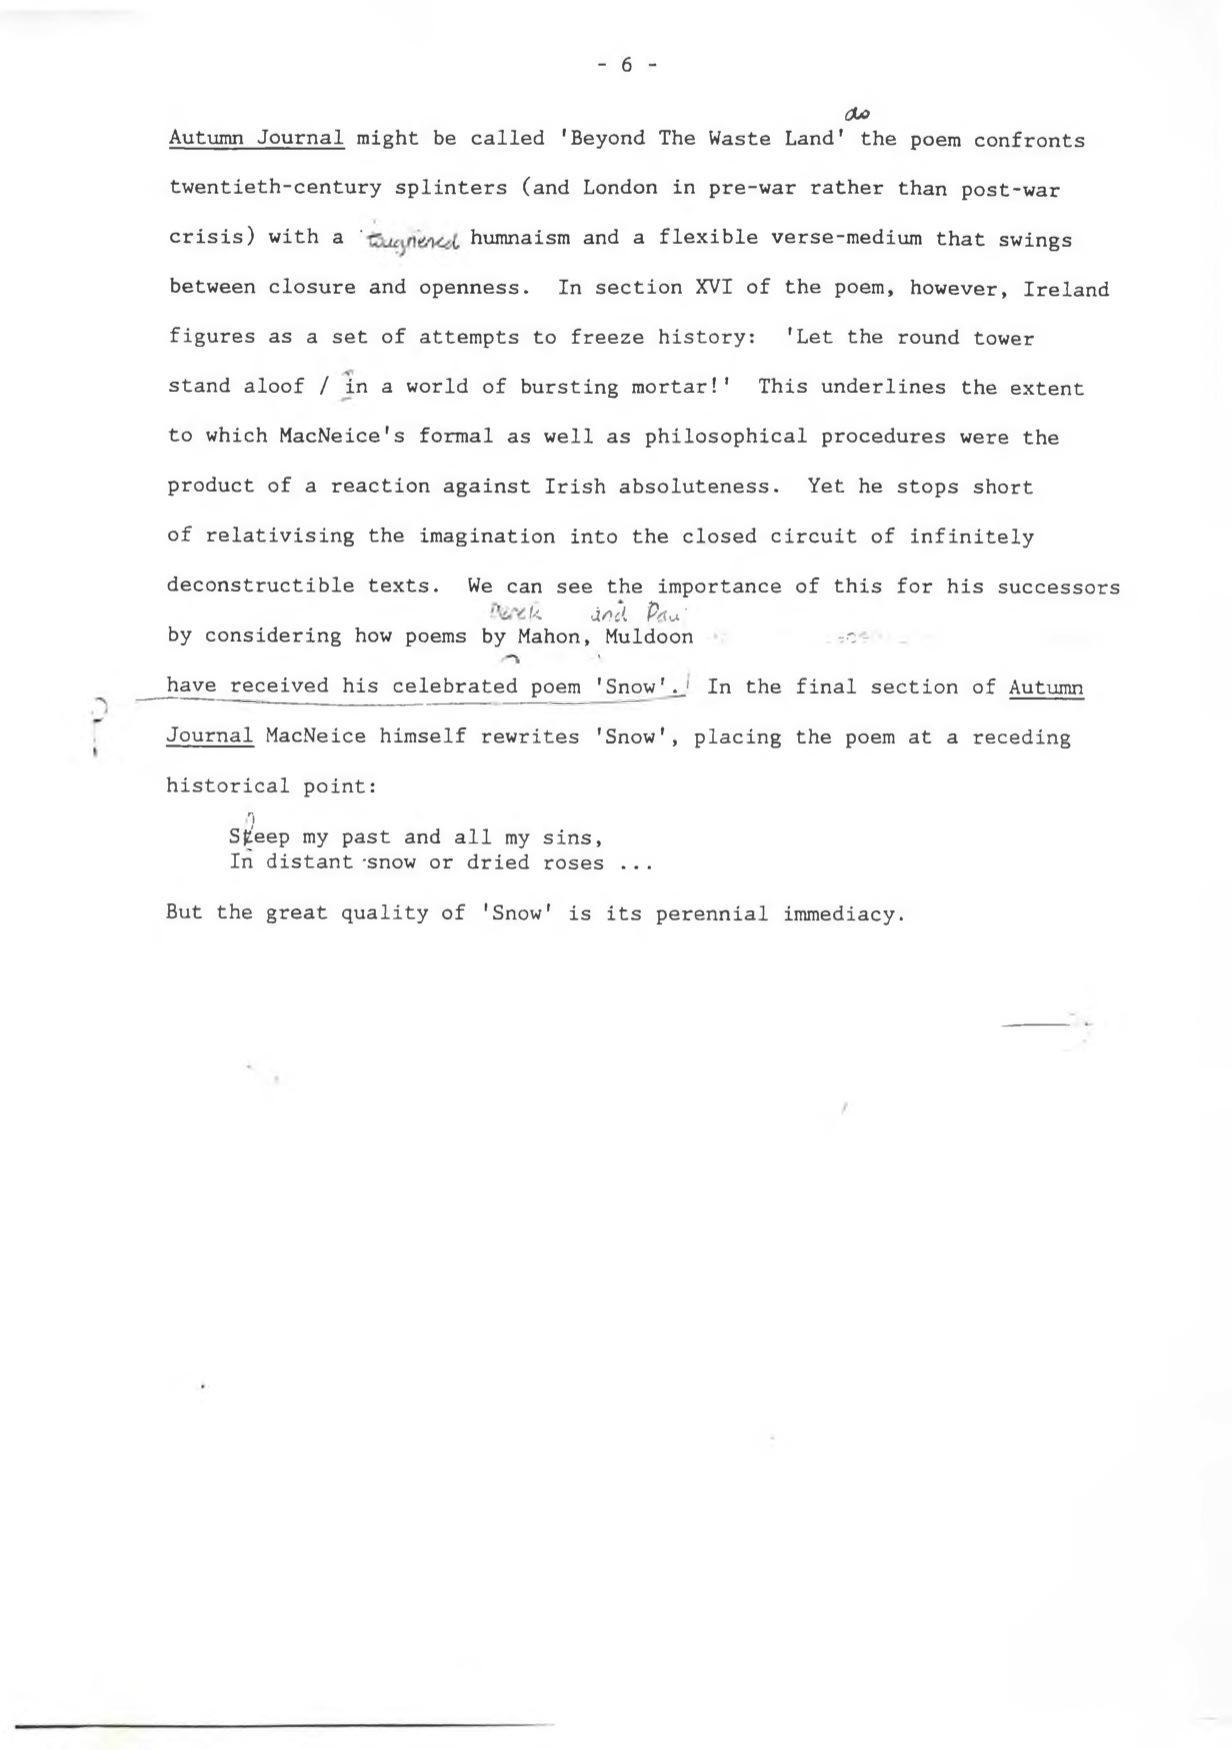 - 6 -
as
Autumn Journal might be called 'Beyond The Waste Land' the poem confronts
twentieth-century splinters (and London in pre-war rather than post-war
crisis) with a toughened humnaism and a flexible verse-medium that swings
between closure and openness. In section XVI of the poem, however, Ireland
figures as a set of attempts to freeze history: 'Let the round tower
stand aloof / in a world of bursting mortar!' This underlines the extent
to which MacNeice's formal as well as philosophical procedures were the
product of a reaction against Irish absoluteness. Yet he stops short
of relativising the imagination into the closed circuit of infinitely
deconstructible texts. We can see the importance of this for his successors
Derek and Paul
by considering how poems by Mahon, Muldoon
have received his celebrated poem 'Snow'. In the final section of Autumn
?
Journal MacNeice himself rewrites 'Snow', placing the poem at a receding
historical point:
Steep my past and all my sins,
In distant snow or dried roses ...
But the great quality of 'Snow' is its perennial immediacy.